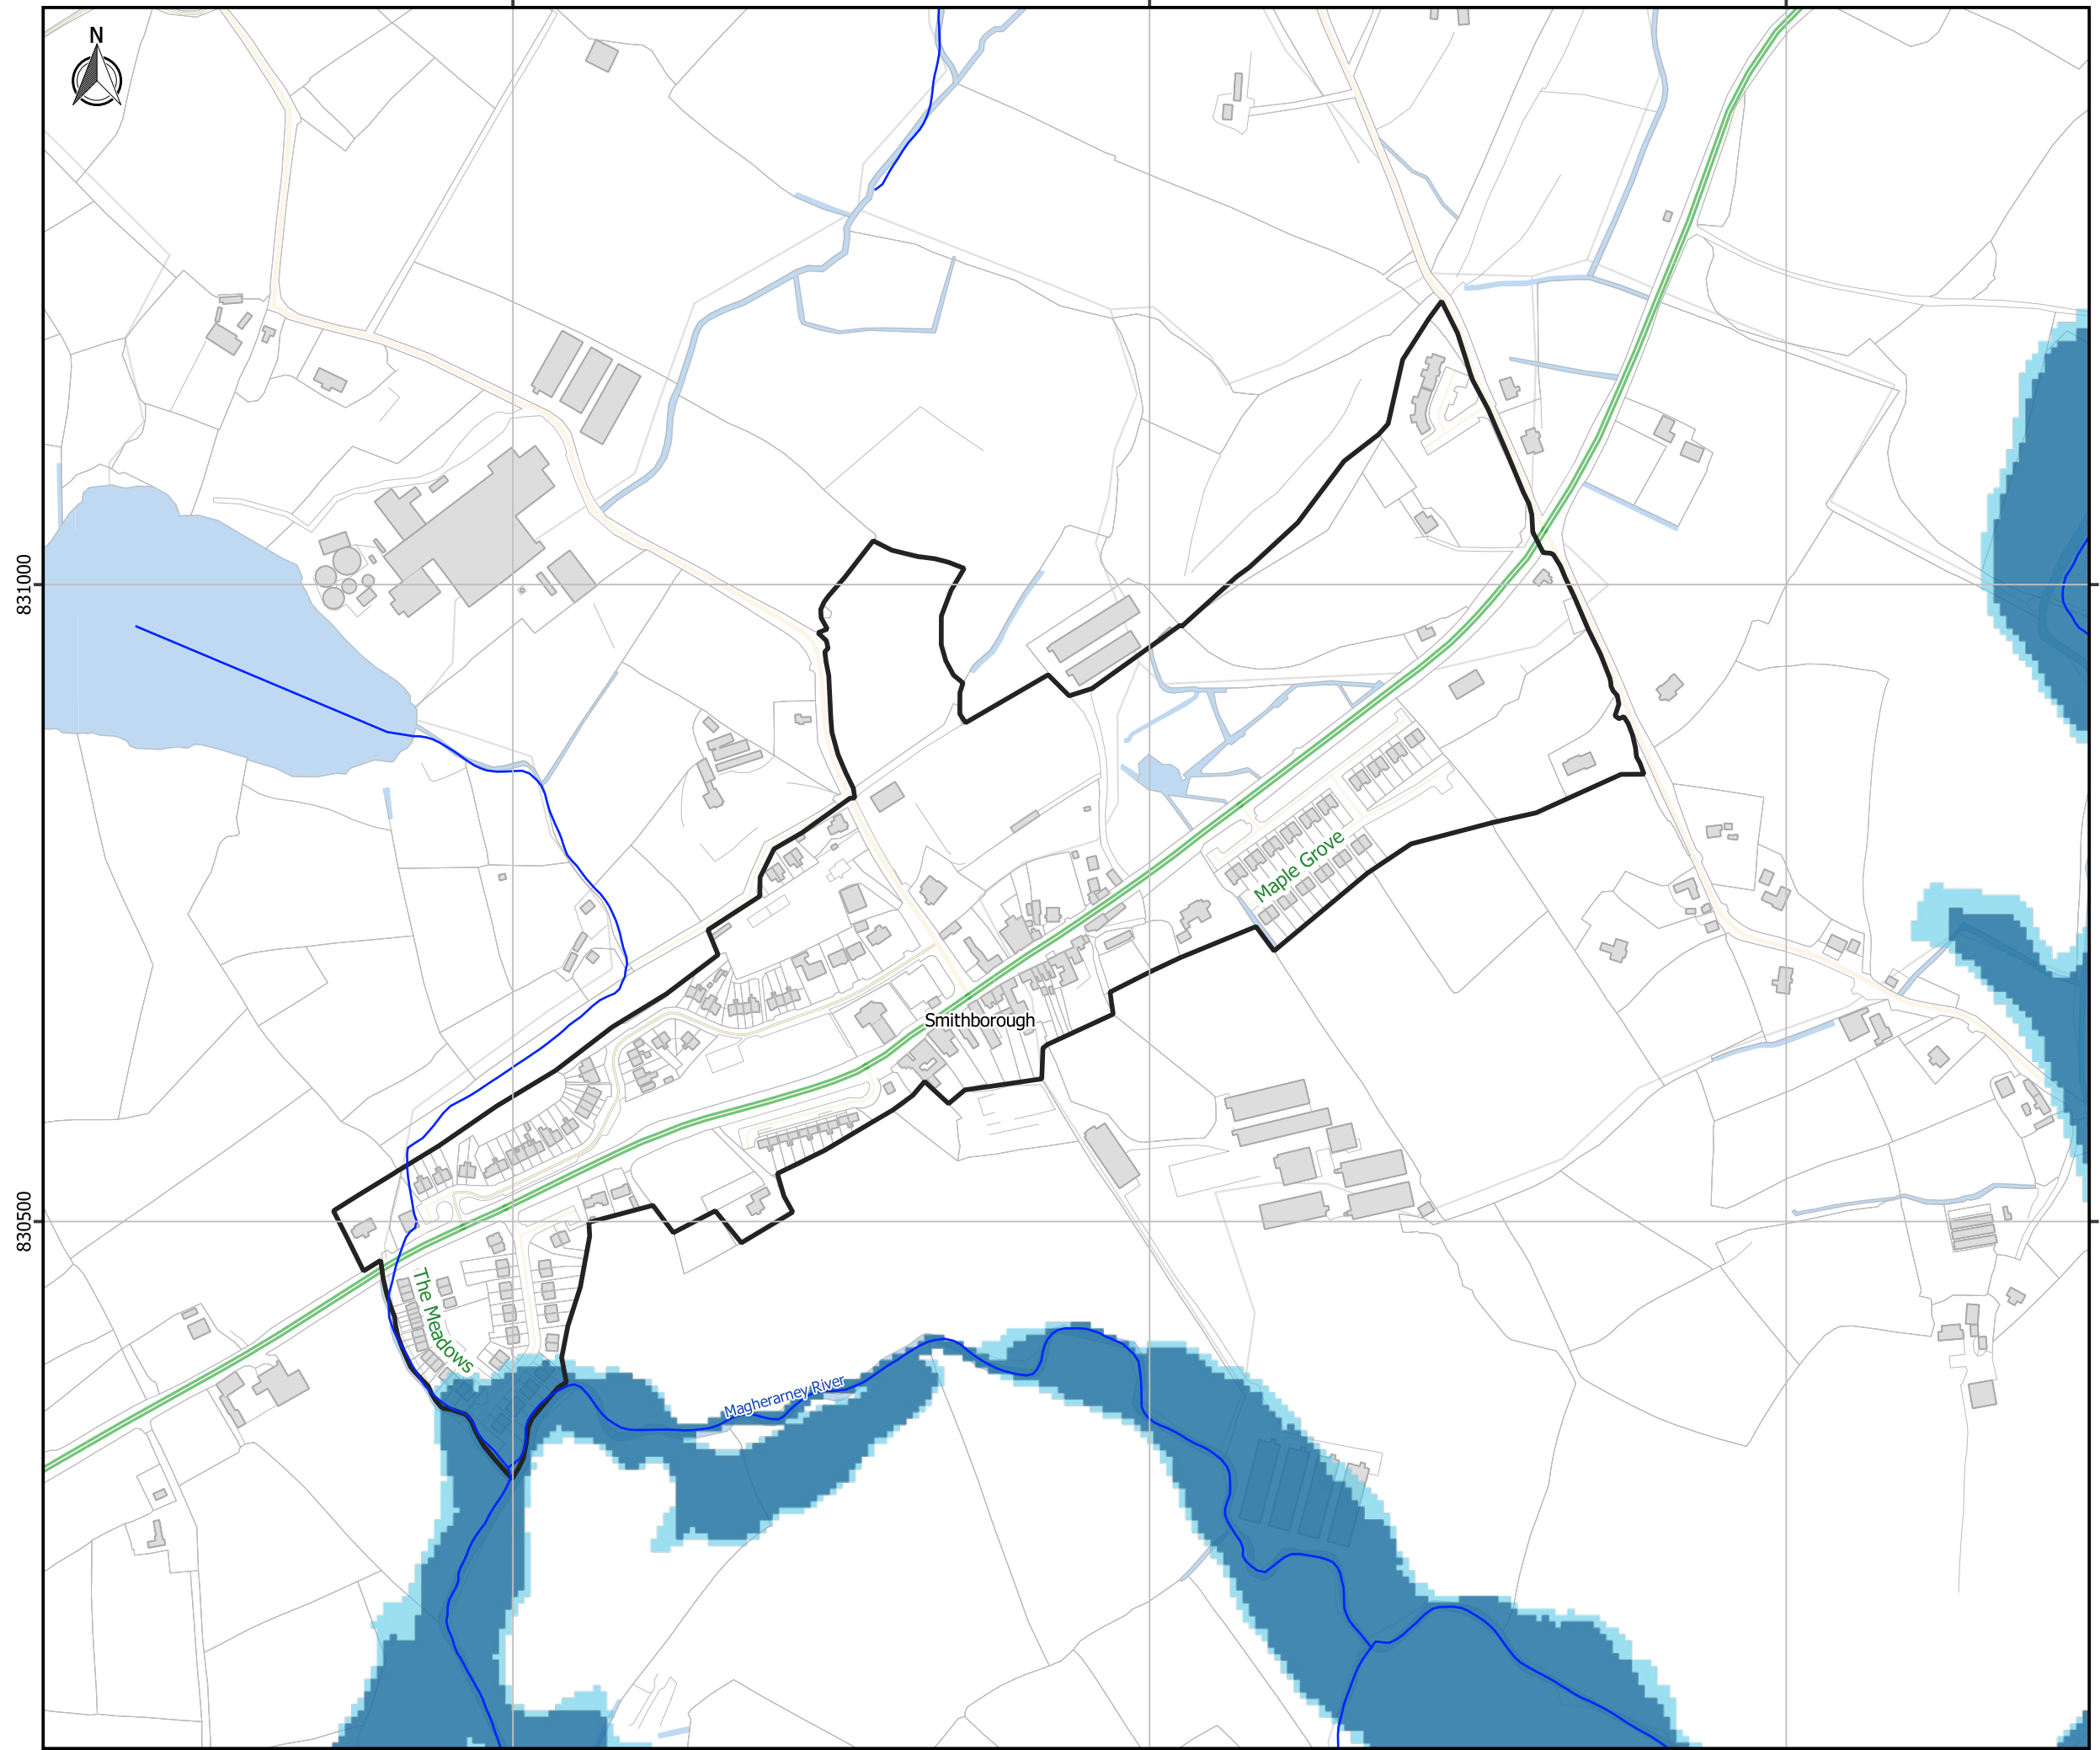 N
831000
Maple Grove
Smithborough
830500
The Meadows
Magherarney River